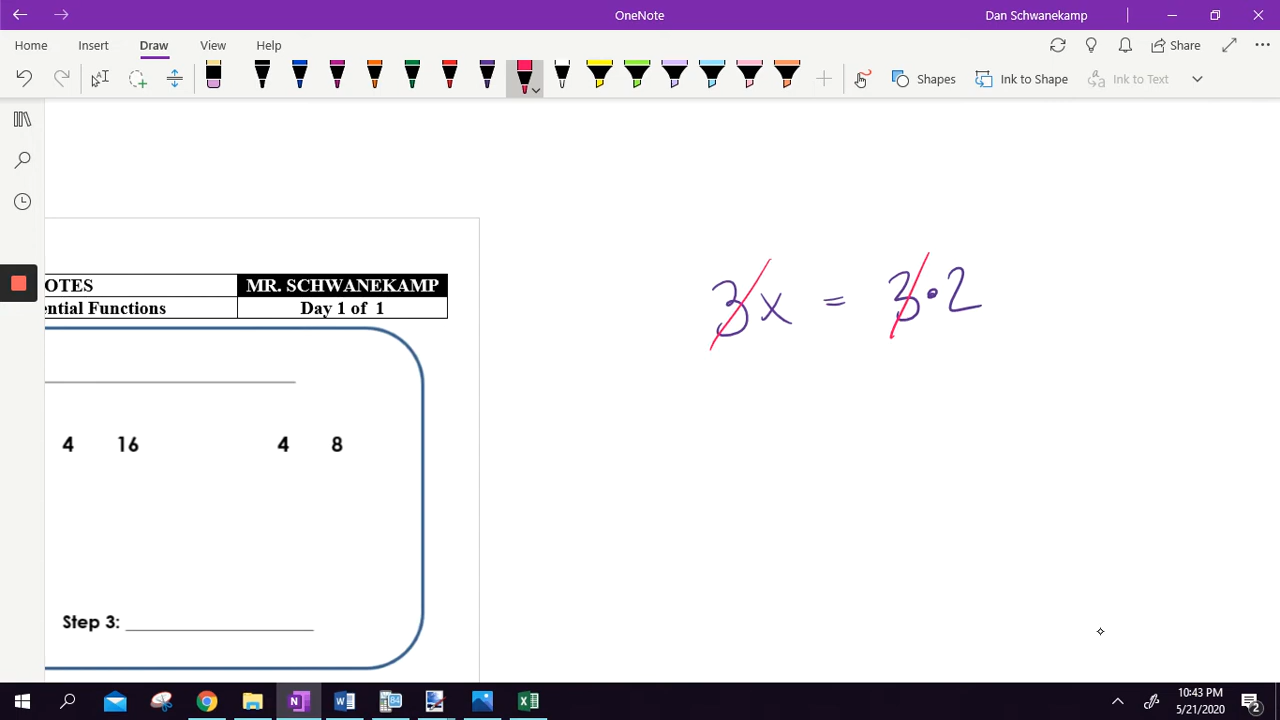 OneNote
Dan Schwanekamp
Home Insert Draw View Help
Share
Shapes Ink to Shape Ink to Text
OTES MR. SCHWANEKAMP
ential Functions Day 1 of 1
3x = 3•2
4 16 4 8
Step 3: ____________________
10:43 PM
5/21/2020
2